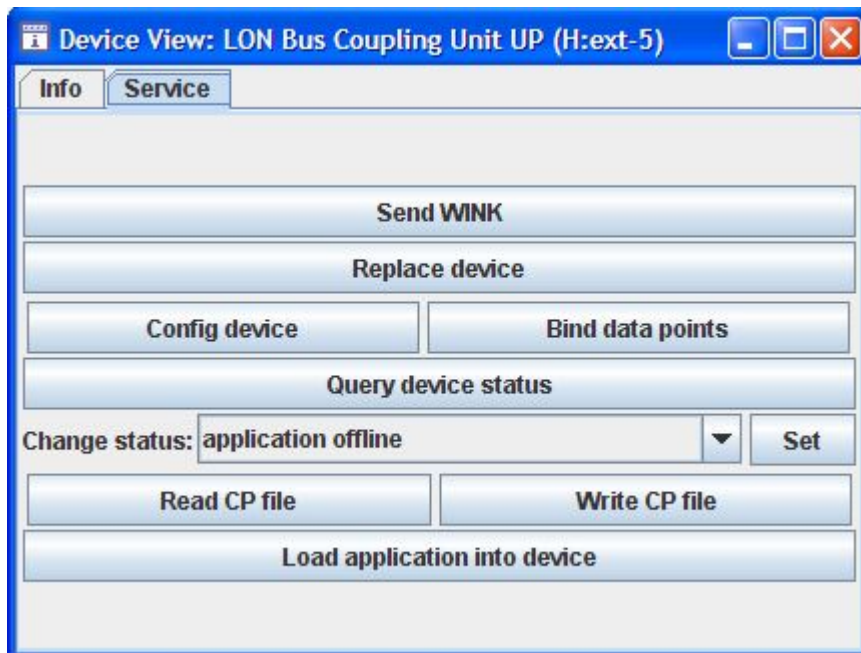 Device View: LON Bus Coupling Unit UP (H:ext-5)
Info Service
Send WINK
Replace device
Config device Bind data points
Query device status
Change status: application offline Set
Read CP file Write CP file
Load application into device